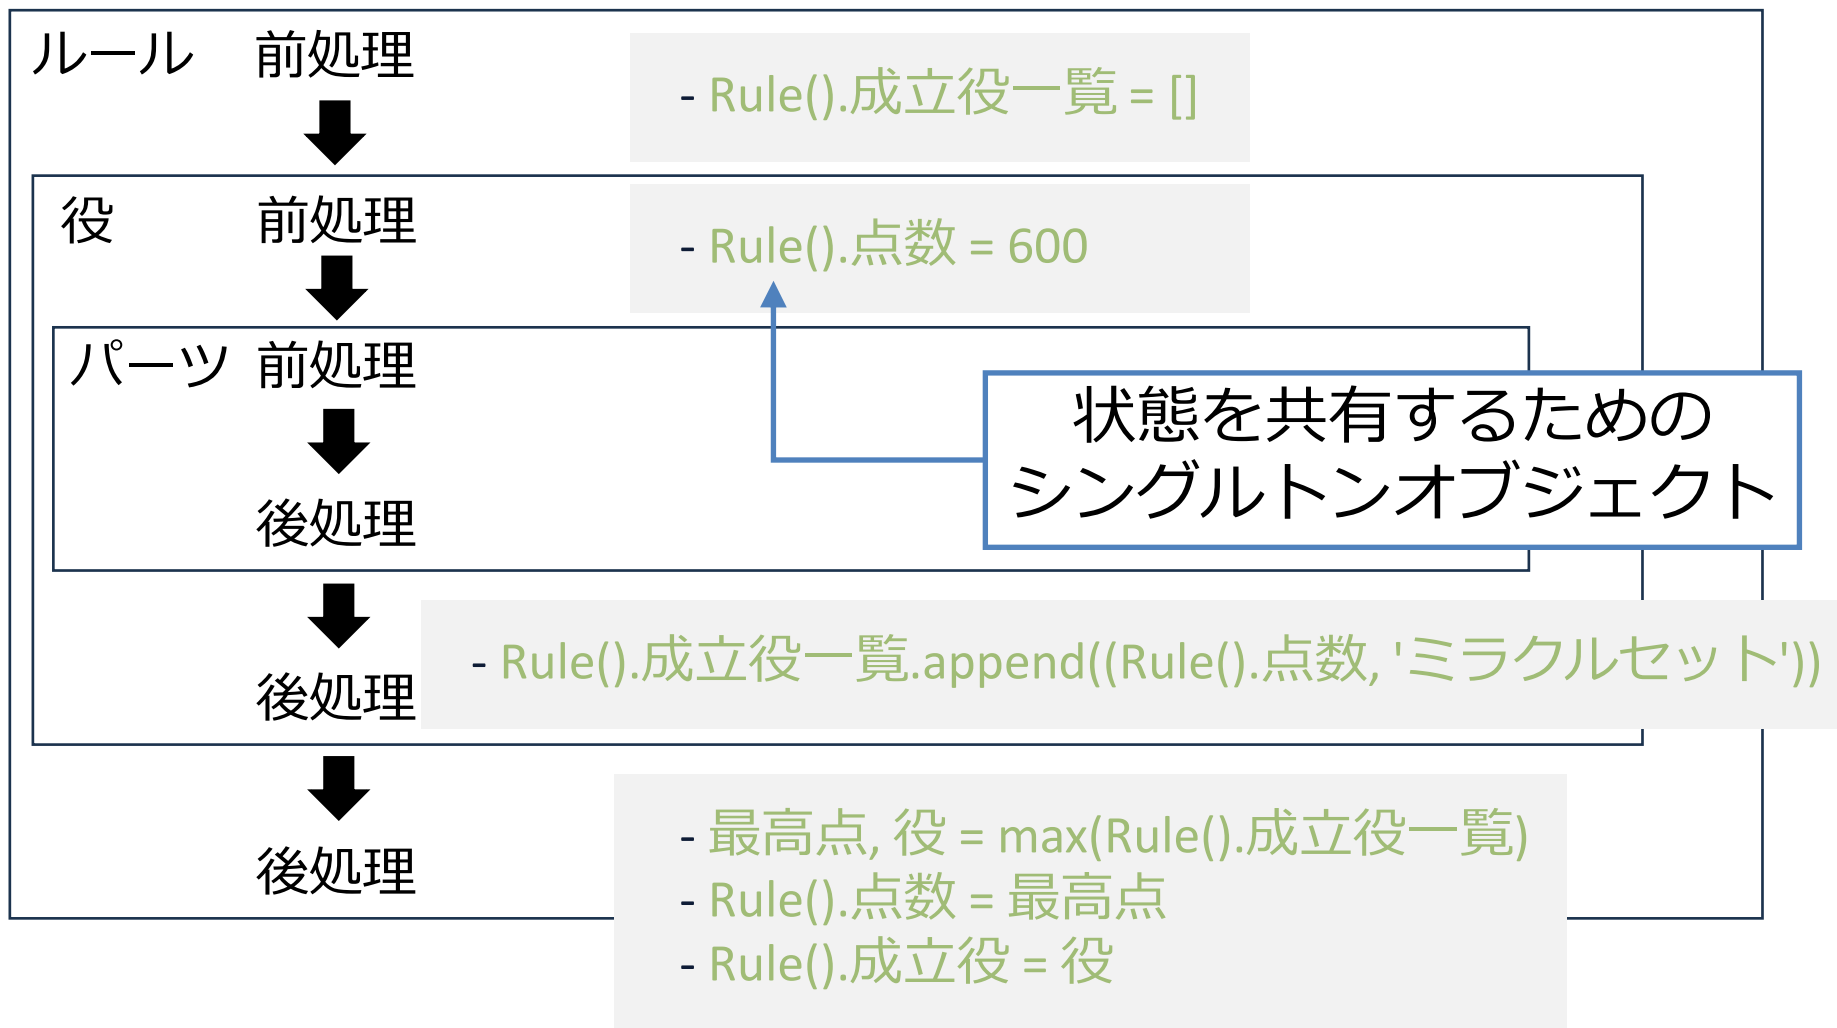 ルール 前処理
- Rule().成立役一覧 = []
役 前処理
- Rule().点数 = 600
パーツ 前処理
状態を共有するための
シングルトンオブジェクト
後処理
- Rule().成立役一覧.append((Rule().点数, 'ミラクルセット'))
後処理
- 最高点, 役 = max(Rule().成立役一覧)
後処理
- Rule().点数 = 最高点
- Rule().成立役 = 役